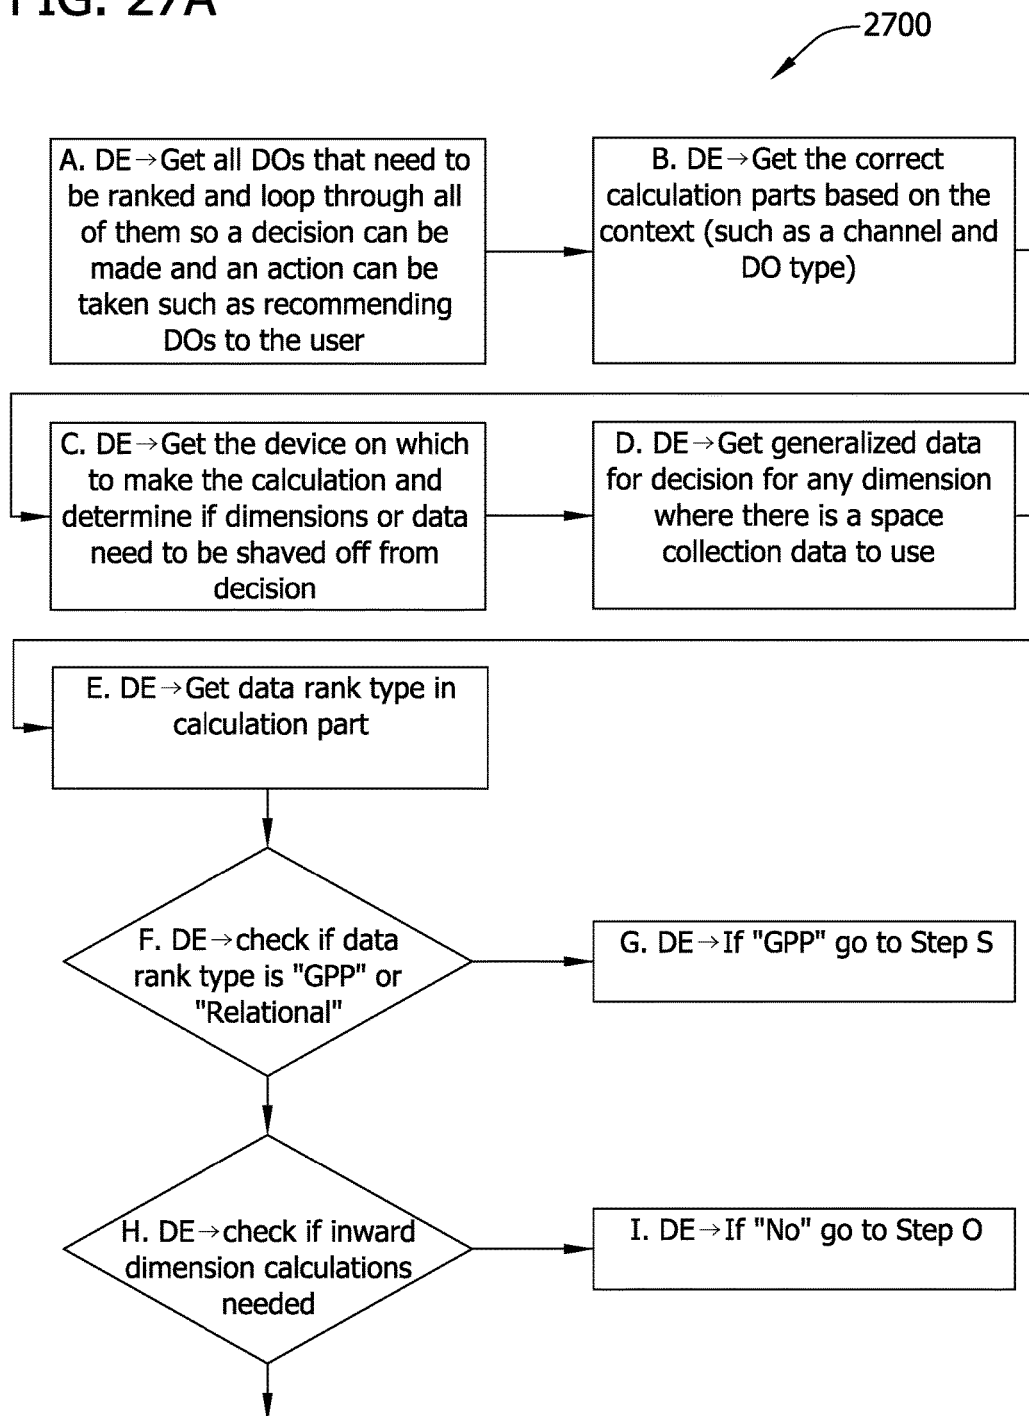 FIG. 27A
2700
A. DE→Get all DOs that need to
be ranked and loop through all
of them so a decision can be
made and an action can be
taken such as recommending
DOs to the user
B. DE→Get the correct
calculation parts based on the
context (such as a channel and
DO type)
C. DE→Get the device on which
to make the calculation and
determine if dimensions or data
need to be shaved off from
decision
D. DE→Get generalized data
for decision for any dimension
where there is a space
collection data to use
E. DE→Get data rank type in
calculation part
F. DE→check if data
rank type is "GPP" or
"Relational"
G. DE→If "GPP" go to Step S
H. DE→check if inward
dimension calculations
needed
I. DE→If "No" go to Step O